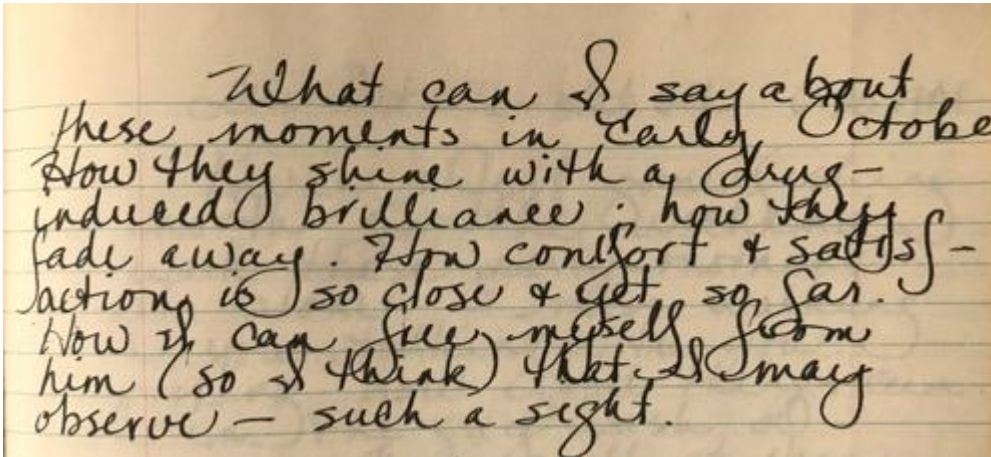 What can I say about
these moments in early Octobe
How they shine with a drug-
induced brilliance; how they
fade away. How comfort & satisf-
action is so close & yet so far.
Now I can free myself from
him (so I think) that I may
observe — such a sight.